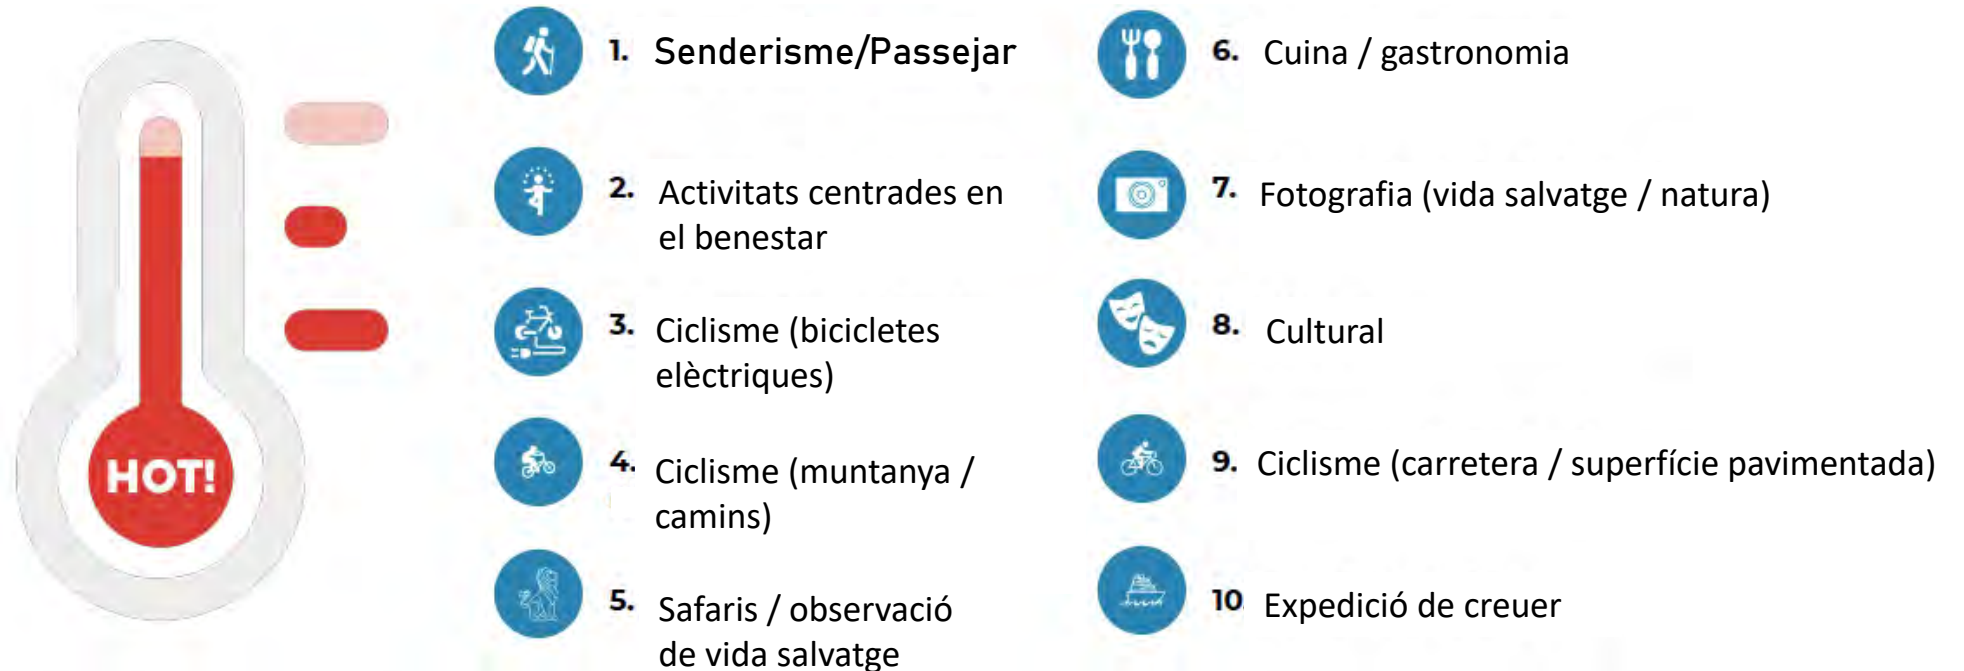 HOT!
1. Senderisme/Passejar
2. Activitats centrades en
el benestar
3. Ciclisme (bicicletes
elèctriques)
4. Ciclisme (muntanya /
camins)
5. Safaris / observació
de vida salvatge
6. Cuina / gastronomia
7. Fotografia (vida salvatge / natura)
8. Cultural
9. Ciclisme (carretera / superfície pavimentada)
10 Expedició de creuer